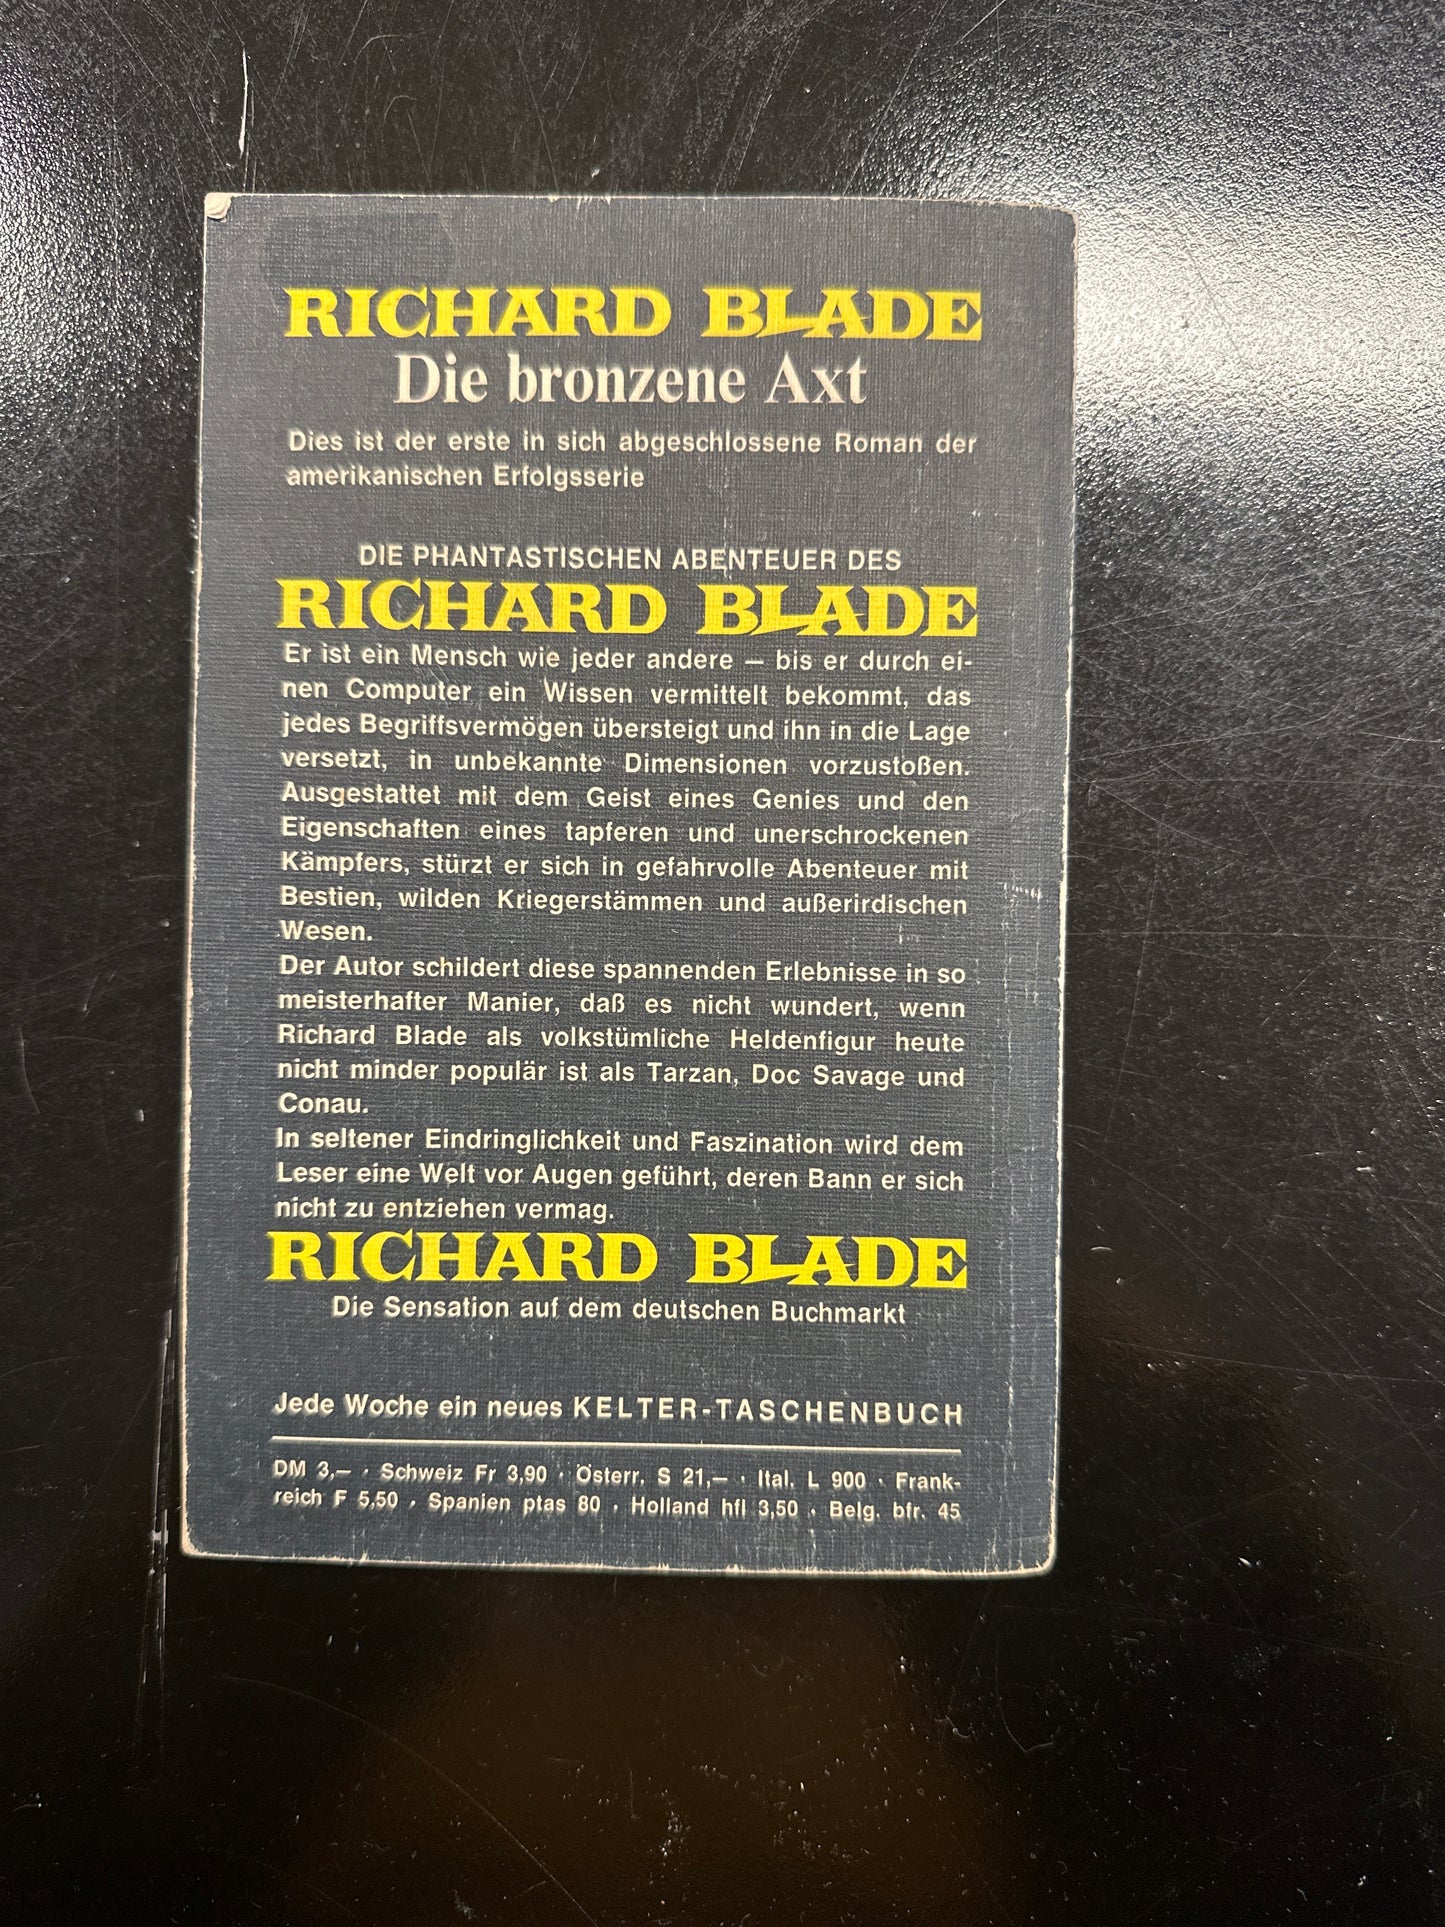 RICHARD BLADE
Die bronzene Axt
Dies ist der erste in sich abgeschlossene Roman der
amerikanischen Erfolgsserie
DIE PHANTASTISCHEN ABENTEUER DES
RICHARD BLADE
Er ist ein Mensch wie jeder andere — bis er durch ei-
nen Computer ein Wissen vermittelt bekommt, das
jedes Begriffsvermögen übersteigt und ihn in die Lage
versetzt, in unbekannte Dimensionen vorzustoßen.
Ausgestattet mit dem Geist eines Genies und den
Eigenschaften eines tapferen und unerschrockenen
Kämpfers, stürzt er sich in gefahrvolle Abenteuer mit
Bestien, wilden Kriegerstämmen und außerirdischen
Wesen.
Der Autor schildert diese spannenden Erlebnisse in so
meisterhafter Manier, daß es nicht wundert, wenn
Richard Blade als volkstümliche Heldenfigur heute
nicht minder populär ist als Tarzan, Doc Savage und
Conau.
In seltener Eindringlichkeit und Faszination wird dem
Leser eine Welt vor Augen geführt, deren Bann er sich
nicht zu entziehen vermag.
RICHARD BLADE
Die Sensation auf dem deutschen Buchmarkt
Jede Woche ein neues KELTER-TASCHENBUCH
DM 3,— · Schweiz Fr 3,90 · Österr. S 21,— · Ital. L 900 · Frank-
reich F 5,50 · Spanien ptas 80 · Holland hfl 3,50 · Belg. bfr. 45